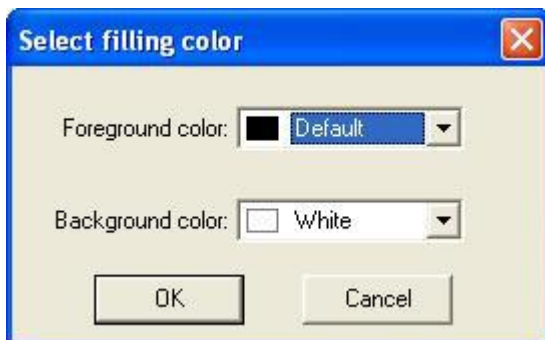 Select filling color
Foreground color: Default
Background color: White
OK Cancel